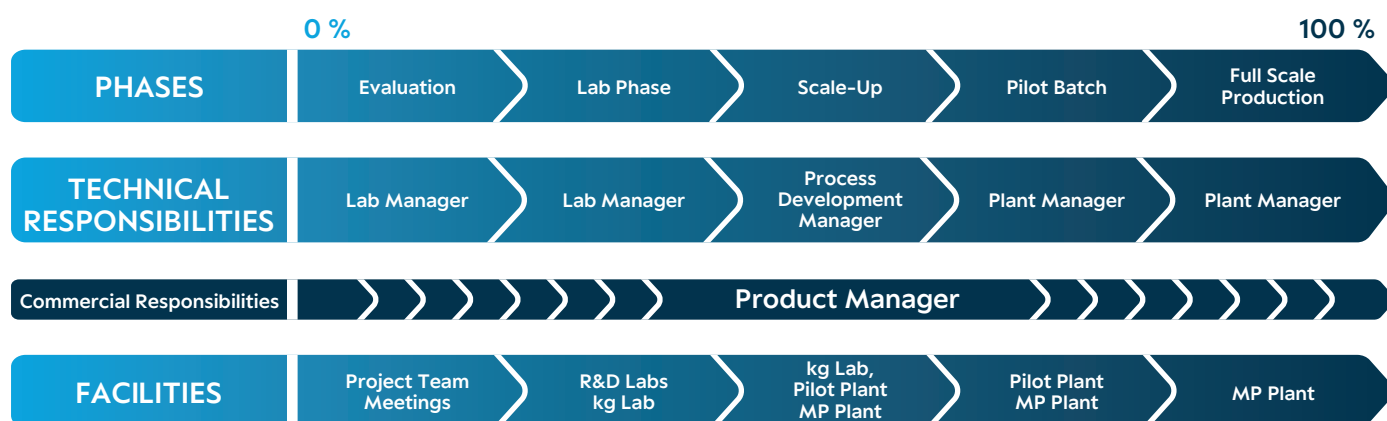 0 %
100 %
PHASES
Evaluation
Lab Phase
Scale-Up
Pilot Batch
Full Scale
Production
TECHNICAL
RESPONSIBILITIES
Lab Manager
Lab Manager
Process
Development
Manager
Plant Manager
Plant Manager
Commercial Responsibilities
Product Manager
FACILITIES
Project Team
Meetings
R&D Labs
kg Lab
kg Lab,
Pilot Plant
MP Plant
Pilot Plant
MP Plant
MP Plant